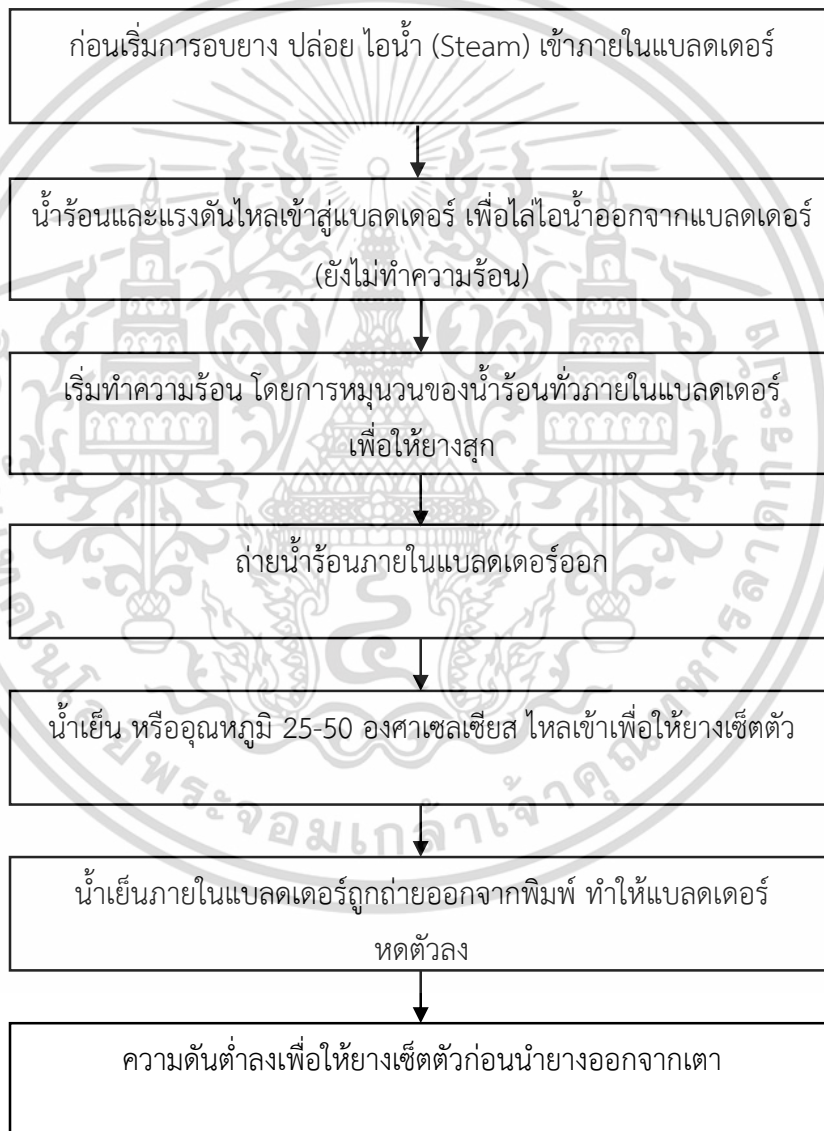 ก่อนเริ่มการอบยาง ปล่อย ไอน้ำ (Steam) เข้าภายในแบลดเดอร์
น้ำร้อนและแรงดันไหลเข้าสู่แบลดเดอร์ เพื่อไล่ไอน้ำออกจากแบลดเดอร์
(ยังไม่ทำความร้อน)
เริ่มทำความร้อน โดยการหมุนวนของน้ำร้อนทั่วภายในแบลดเดอร์
เพื่อให้ยางสุก
ถ่ายน้ำร้อนภายในแบลดเดอร์ออก
น้ำเย็น หรืออุณหภูมิ 25-50 องศาเซลเซียส ไหลเข้าเพื่อให้ยางเซ็ตตัว
น้ำเย็นภายในแบลดเดอร์ถูกถ่ายออกจากพิมพ์ ทำให้แบลดเดอร์
หดตัวลง
ความดันต่ำลงเพื่อให้ยางเซ็ตตัวก่อนนำยางออกจากเตา